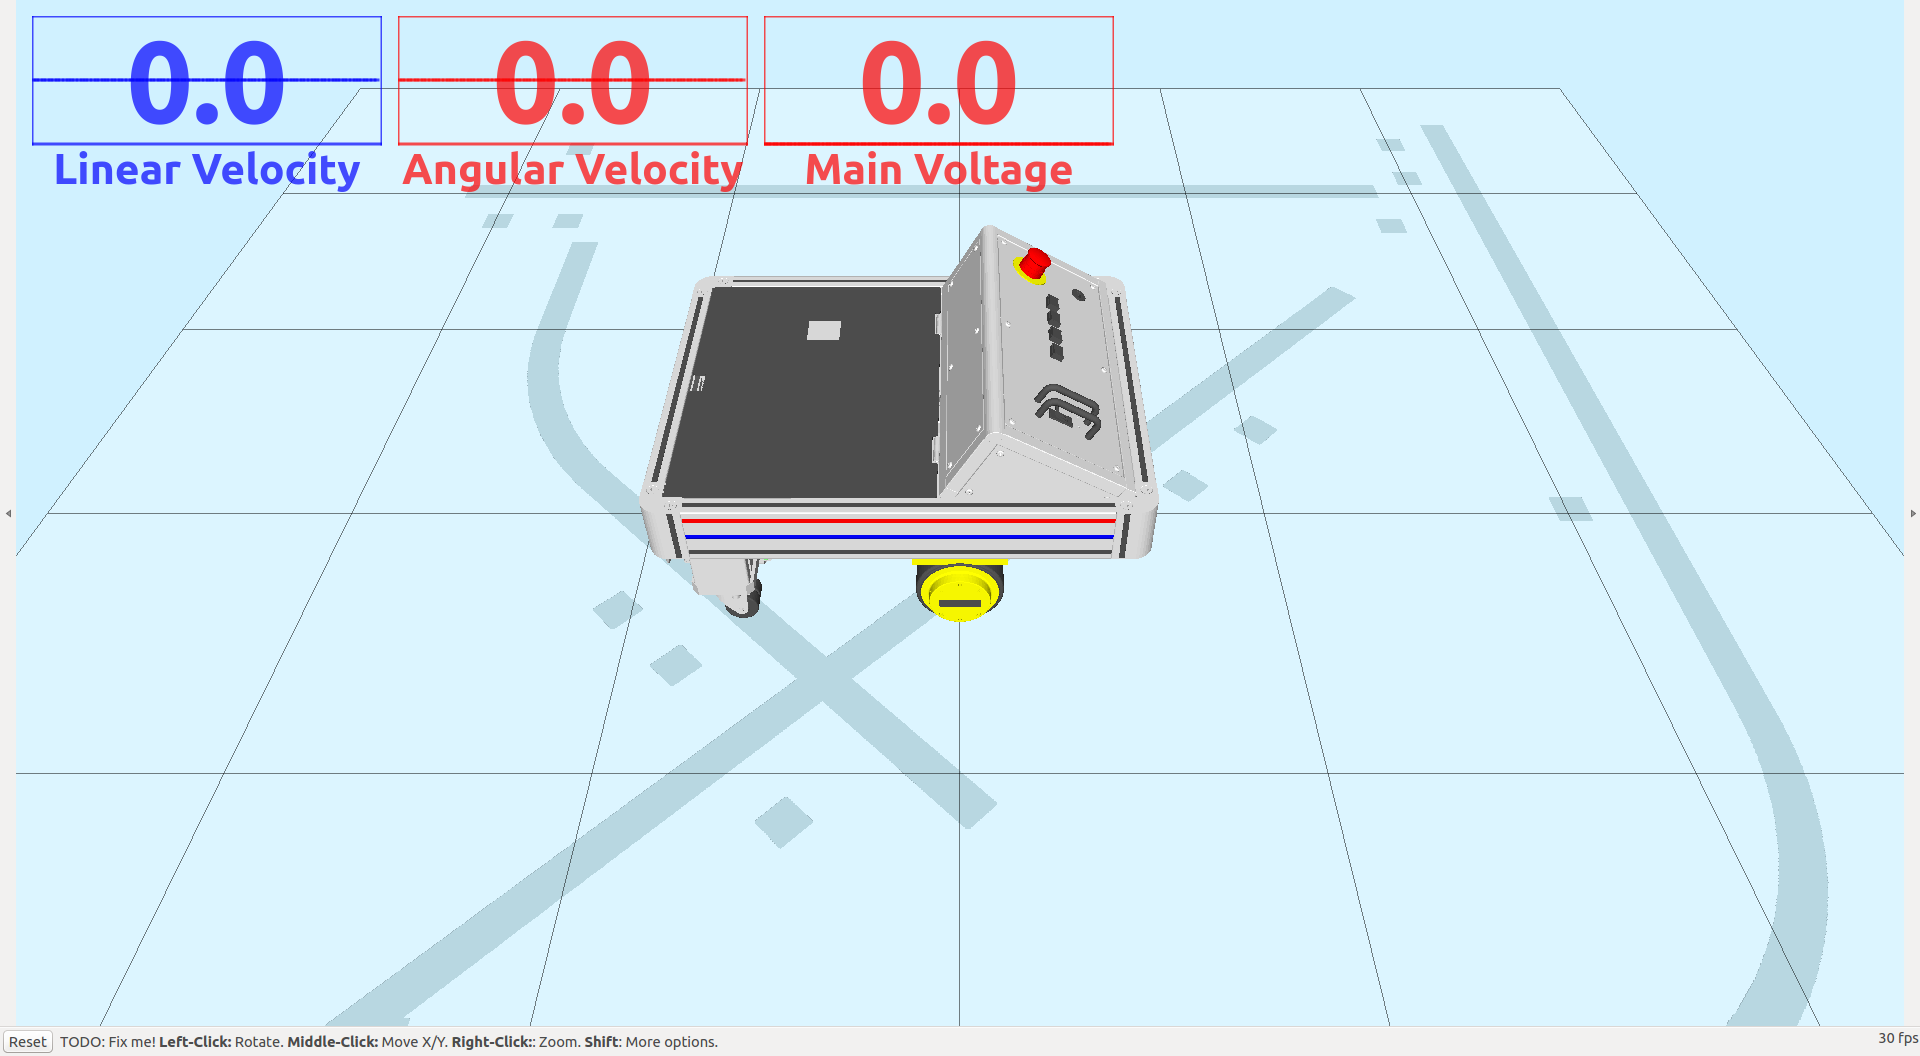 0.0 0.0 0.0
Linear Velocity Angular Velocity Main Voltage
Reset TODO: Fix me! Left-Click: Rotate. Middle-Click: Move X/Y. Right-Click:: Zoom. Shift: More options. 30 fps